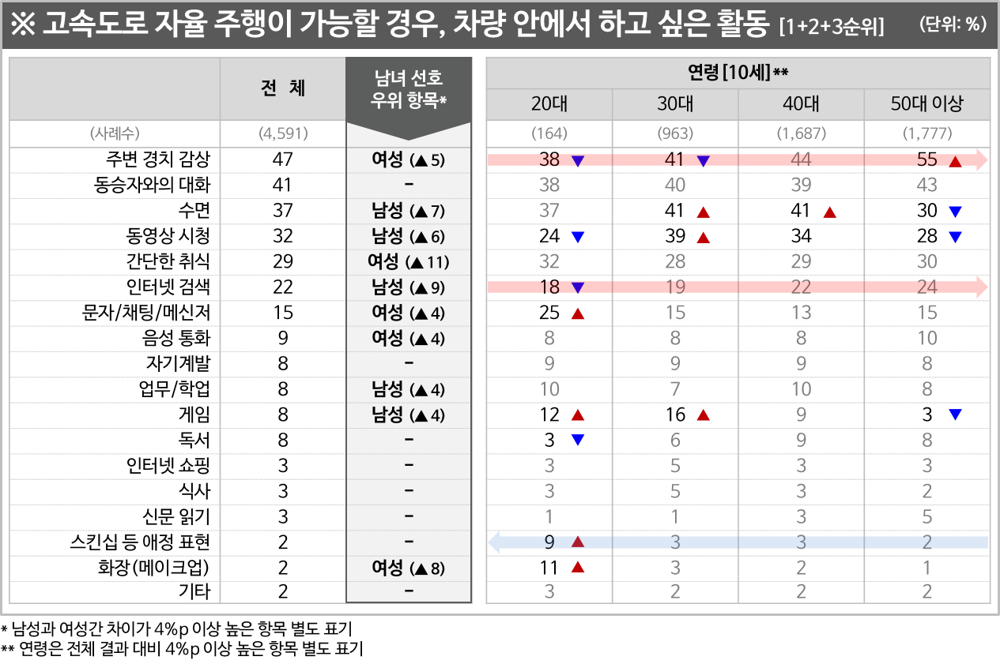 ※ 고속도로 자율 주행이 가능할 경우, 차량 안에서 하고 싶은 활동 [1+2+3순위] (단위: %)
전 체 남녀 선호 우위 항목* 연령[10세]**
20대 30대 40대 50대 이상
(사례수) (4,591) (164) (963) (1,687) (1,777)
주변 경치 감상 47 여성 (▲5) 38 ▼ 41 ▼ 44 55 ▲
동승자와의 대화 41 - 38 40 39 43
수면 37 남성 (▲7) 37 41 ▲ 41 ▲ 30 ▼
동영상 시청 32 남성 (▲6) 24 ▼ 39 ▲ 34 28 ▼
간단한 취식 29 여성 (▲11) 32 28 29 30
인터넷 검색 22 남성 (▲9) 18 ▼ 19 22 24
문자/채팅/메신저 15 여성 (▲4) 25 ▲ 15 13 15
음성 통화 9 여성 (▲4) 8 8 8 10
자기계발 8 - 9 9 9 8
업무/학업 8 남성 (▲4) 10 7 10 8
게임 8 남성 (▲4) 12 ▲ 16 ▲ 9 3 ▼
독서 8 - 3 ▼ 6 9 8
인터넷 쇼핑 3 - 3 5 3 3
식사 3 - 3 5 3 2
신문 읽기 3 - 1 1 3 5
스킨십 등 애정 표현 2 - 9 ▲ 3 3 2
화장(메이크업) 2 여성 (▲8) 11 ▲ 3 2 1
기타 2 - 3 2 2 2
* 남성과 여성간 차이가 4%p 이상 높은 항목 별도 표기
** 연령은 전체 결과 대비 4%p 이상 높은 항목 별도 표기